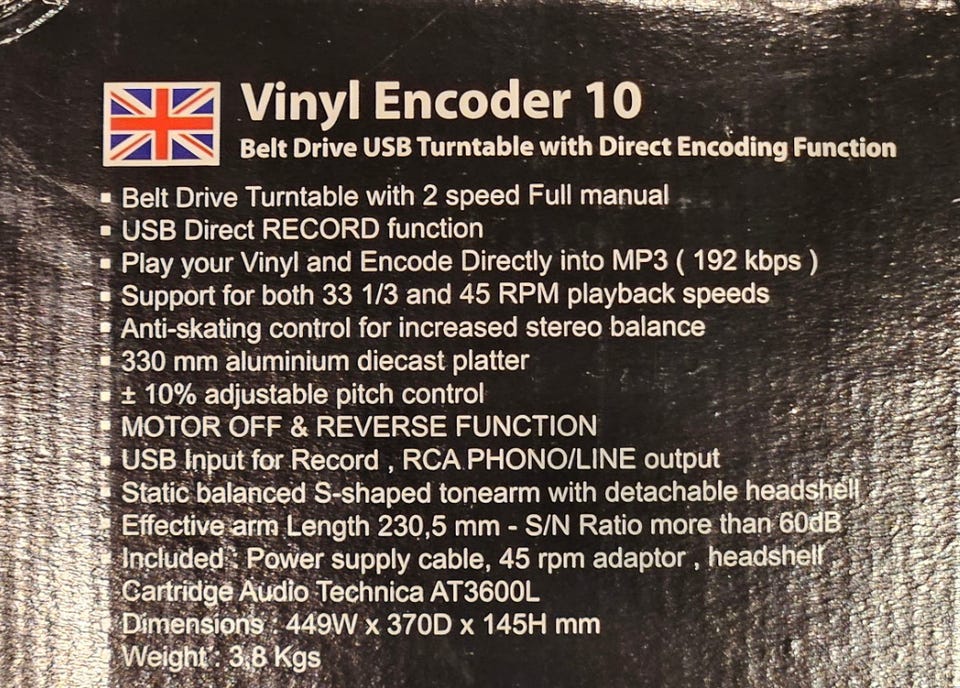 Vinyl Encoder 10
Belt Drive USB Turntable with Direct Encoding Function
▪ Belt Drive Turntable with 2 speed Full manual
▪ USB Direct RECORD function
▪ Play your Vinyl and Encode Directly into MP3 ( 192 kbps )
▪ Support for both 33 1/3 and 45 RPM playback speeds
▪ Anti-skating control for increased stereo balance
▪ 330 mm aluminium diecast platter
▪ ± 10% adjustable pitch control
▪ MOTOR OFF & REVERSE FUNCTION
▪ USB Input for Record , RCA PHONO/LINE output
▪ Static balanced S-shaped tonearm with detachable headshell
▪ Effective arm Length 230,5 mm - S/N Ratio more than 60dB
▪ Included : Power supply cable, 45 rpm adaptor , headshell
Cartridge Audio Technica AT3600L
▪ Dimensions : 449W x 370D x 145H mm
▪ Weight : 3,8 Kgs